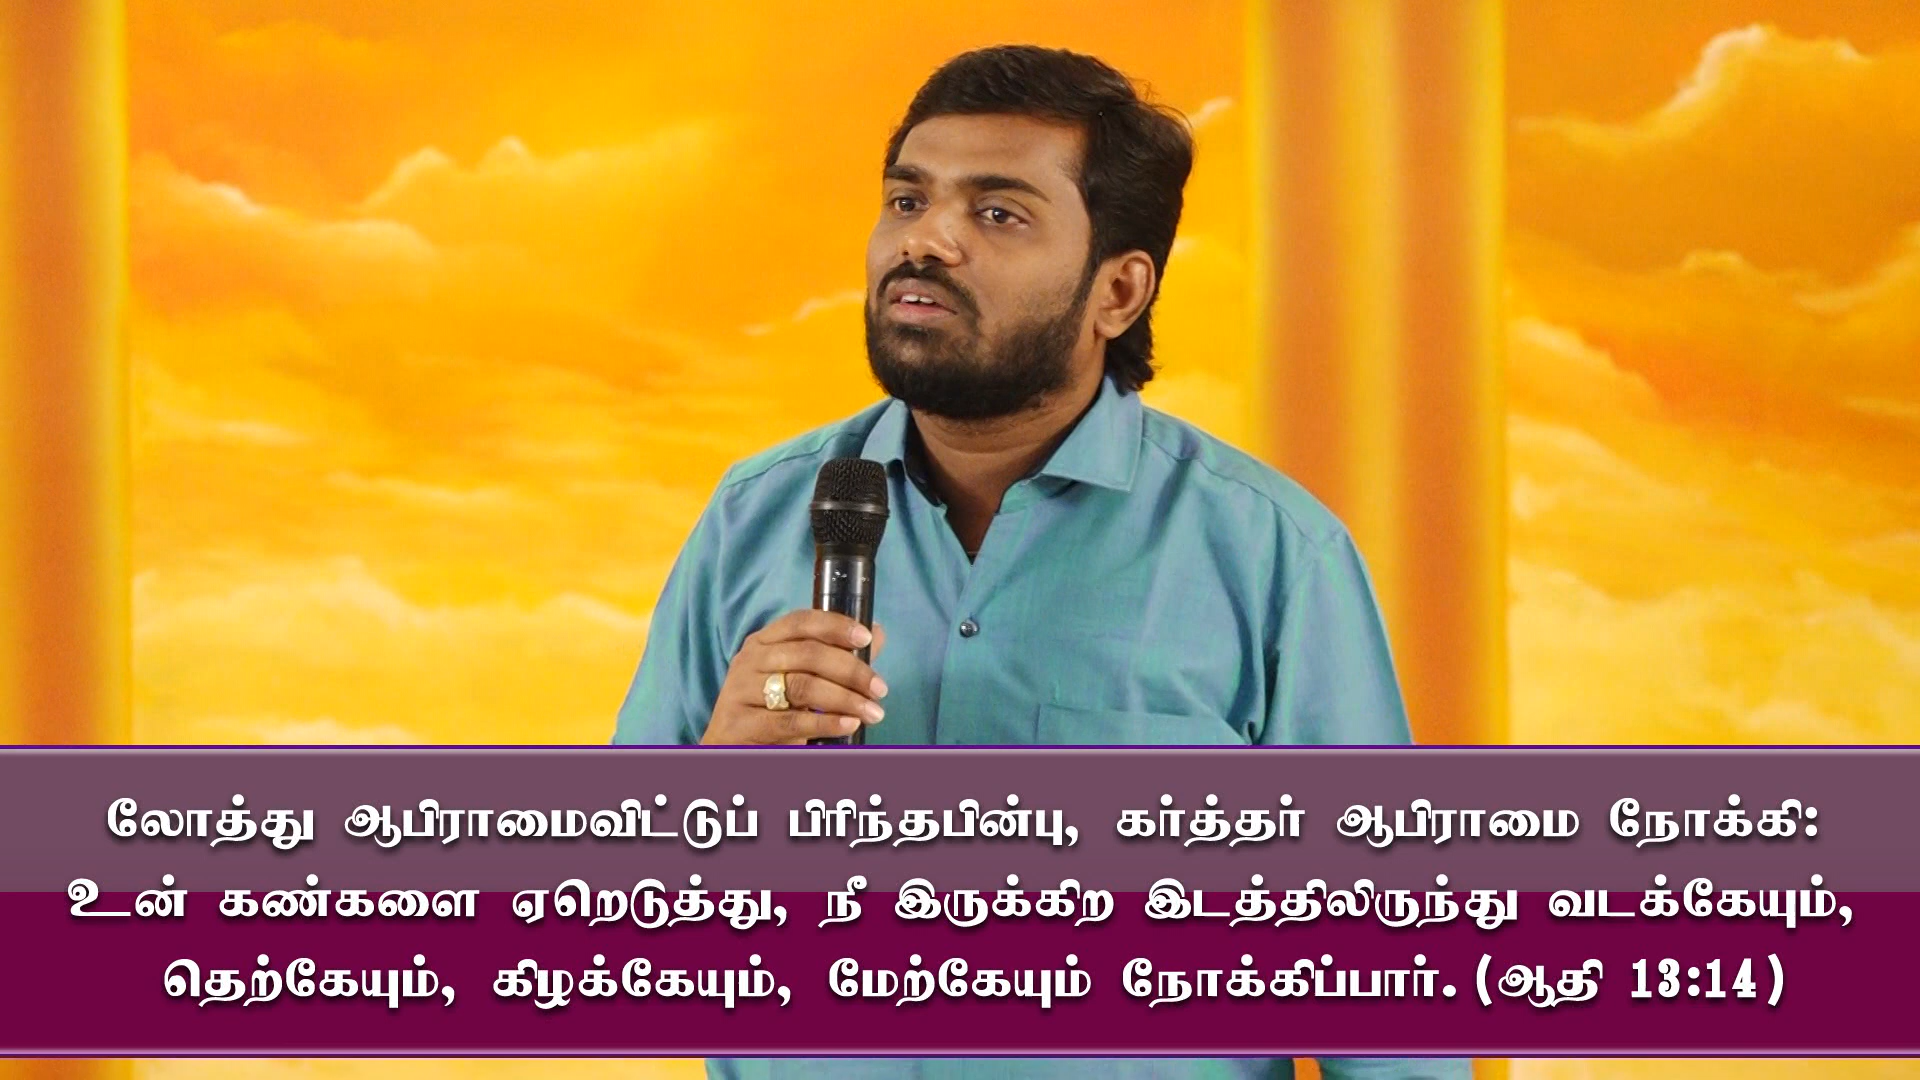 லோத்து ஆபிராமைவிட்டுப் பிரிந்தபின்பு, கர்த்தர் ஆபிராமை நோக்கி:
உன் கண்களை ஏறெடுத்து, நீ இருக்கிற இடத்திலிருந்து வடக்கேயும்,
தெற்கேயும், கிழக்கேயும், மேற்கேயும் நோக்கிப்பார்.(ஆதி 13:14)